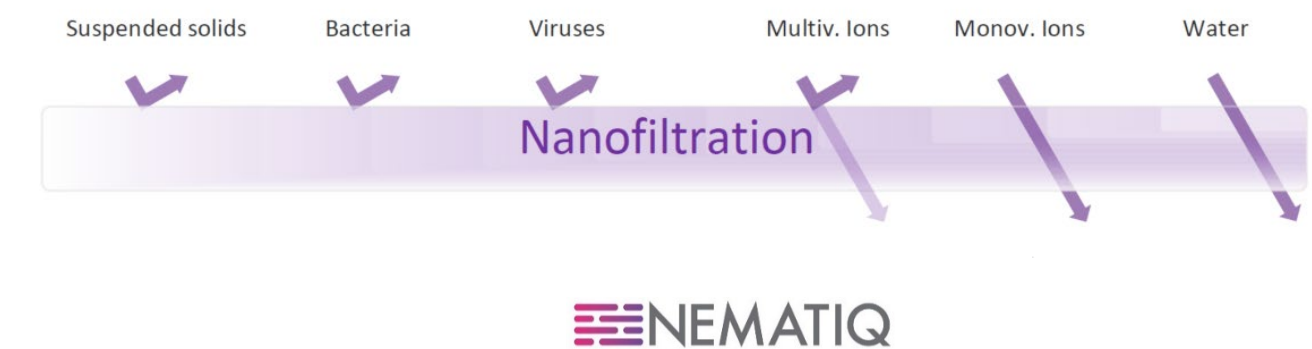 Suspended solids Bacteria Viruses Multiv. Ions Monov. Ions Water
Nanofiltration
NEMATIQ